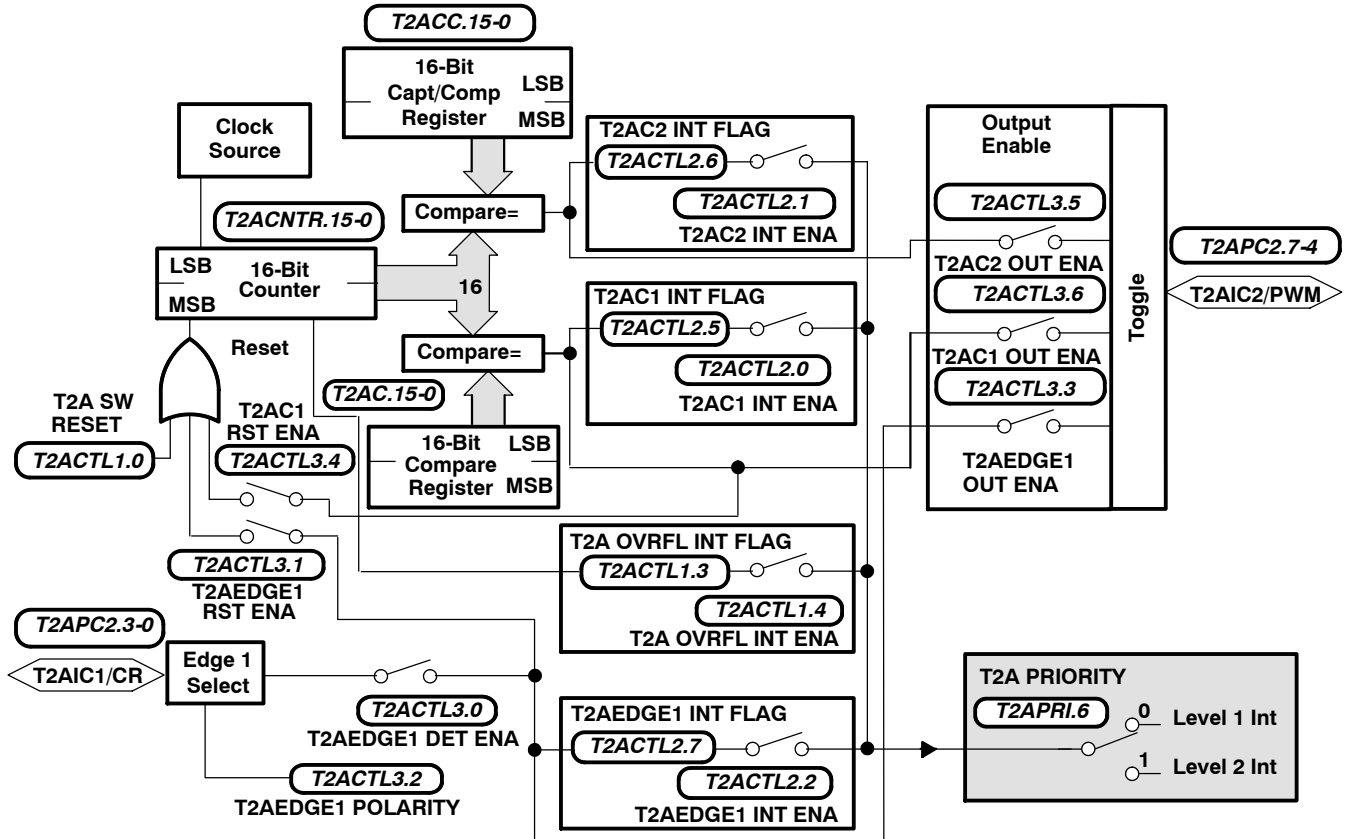 T2ACC.15-0
16-Bit
Capt/Comp
Register
LSB
MSB
Clock
Source
T2ACNTR.15-0
LSB
MSB
16-Bit
Counter
Compare=
16
Compare=
Reset
T2AC.15-0
16-Bit
Compare
Register
LSB
MSB
T2A SW
RESET
T2ACTL1.0
T2AC1
RST ENA
T2ACTL3.4
T2ACTL3.1
T2AEDGE1
RST ENA
T2AC2 INT FLAG
T2ACTL2.6
T2ACTL2.1
T2AC2 INT ENA
T2AC1 INT FLAG
T2ACTL2.5
T2ACTL2.0
T2AC1 INT ENA
T2A OVRFL INT FLAG
T2ACTL1.3
T2ACTL1.4
T2A OVRFL INT ENA
T2AEDGE1 INT FLAG
T2ACTL2.7
T2ACTL2.2
T2AEDGE1 INT ENA
Output
Enable
T2ACTL3.5
T2AC2 OUT ENA
T2ACTL3.6
T2AC1 OUT ENA
T2ACTL3.3
T2AEDGE1
OUT ENA
Toggle
T2APC2.7-4
T2AIC2/PWM
T2APC2.3-0
T2AIC1/CR
Edge 1
Select
T2ACTL3.0
T2AEDGE1 DET ENA
T2ACTL3.2
T2AEDGE1 POLARITY
T2A PRIORITY
T2APRI.6
0
Level 1 Int
1
Level 2 Int